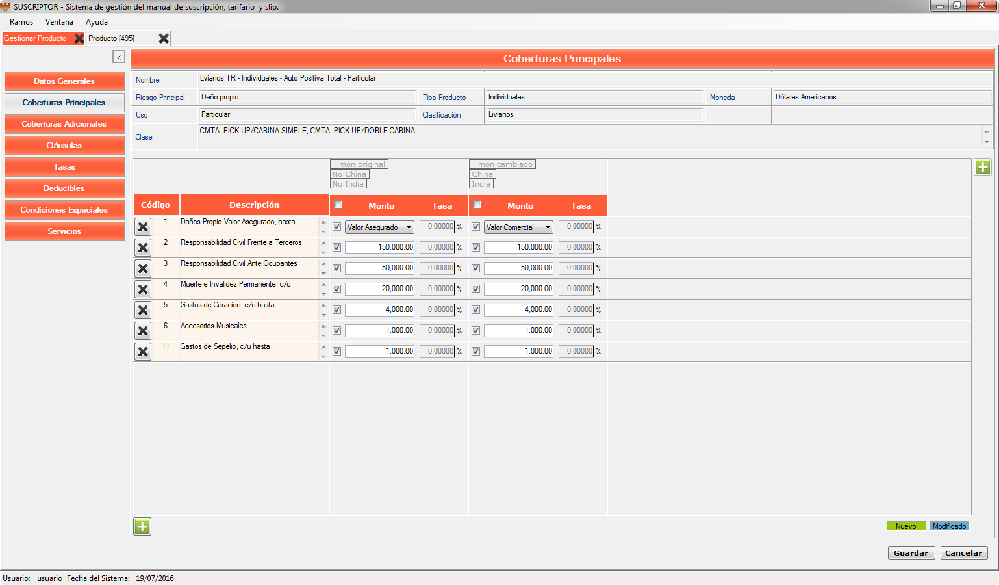 SUSCRIPTOR - Sistema de gestión del manual de suscripción, tarifario y slip.
Ramos Ventana Ayuda
Gestionar Producto Producto [495]
<
Coberturas Principales
Datos Generales
Coberturas Principales
Coberturas Adicionales
Cláusulas
Tasas
Deducibles
Condiciones Especiales
Servicios
Nombre Lvianos TR - Individuales - Auto Positiva Total - Particular
Riesgo Principal Daño propio Tipo Producto Individuales Moneda Dólares Americanos
Uso Particular Clasificación Livianos
Clase CMTA. PICK UP/CABINA SIMPLE, CMTA. PICK UP/DOBLE CABINA
Timón original Timón cambiado
No China China
No India India
Código Descripción Monto Tasa Monto Tasa
1 Daños Propio Valor Asegurado, hasta Valor Asegurado 0.00000 % Valor Comercial 0.00000 %
2 Responsabilidad Civil Frente a Terceros 150,000.00 0.00000 % 150,000.00 0.00000 %
3 Responsabilidad Civil Ante Ocupantes 50,000.00 0.00000 % 50,000.00 0.00000 %
4 Muerte e Invalidez Permanente, c/u 20,000.00 0.00000 % 20,000.00 0.00000 %
5 Gastos de Curacion, c/u hasta 4,000.00 0.00000 % 4,000.00 0.00000 %
6 Accesorios Musicales 1,000.00 0.00000 % 1,000.00 0.00000 %
11 Gastos de Sepelio, c/u hasta 1,000.00 0.00000 % 1,000.00 0.00000 %
Nuevo Modificado
Guardar Cancelar
Usuario: usuario Fecha del Sistema: 19/07/2016